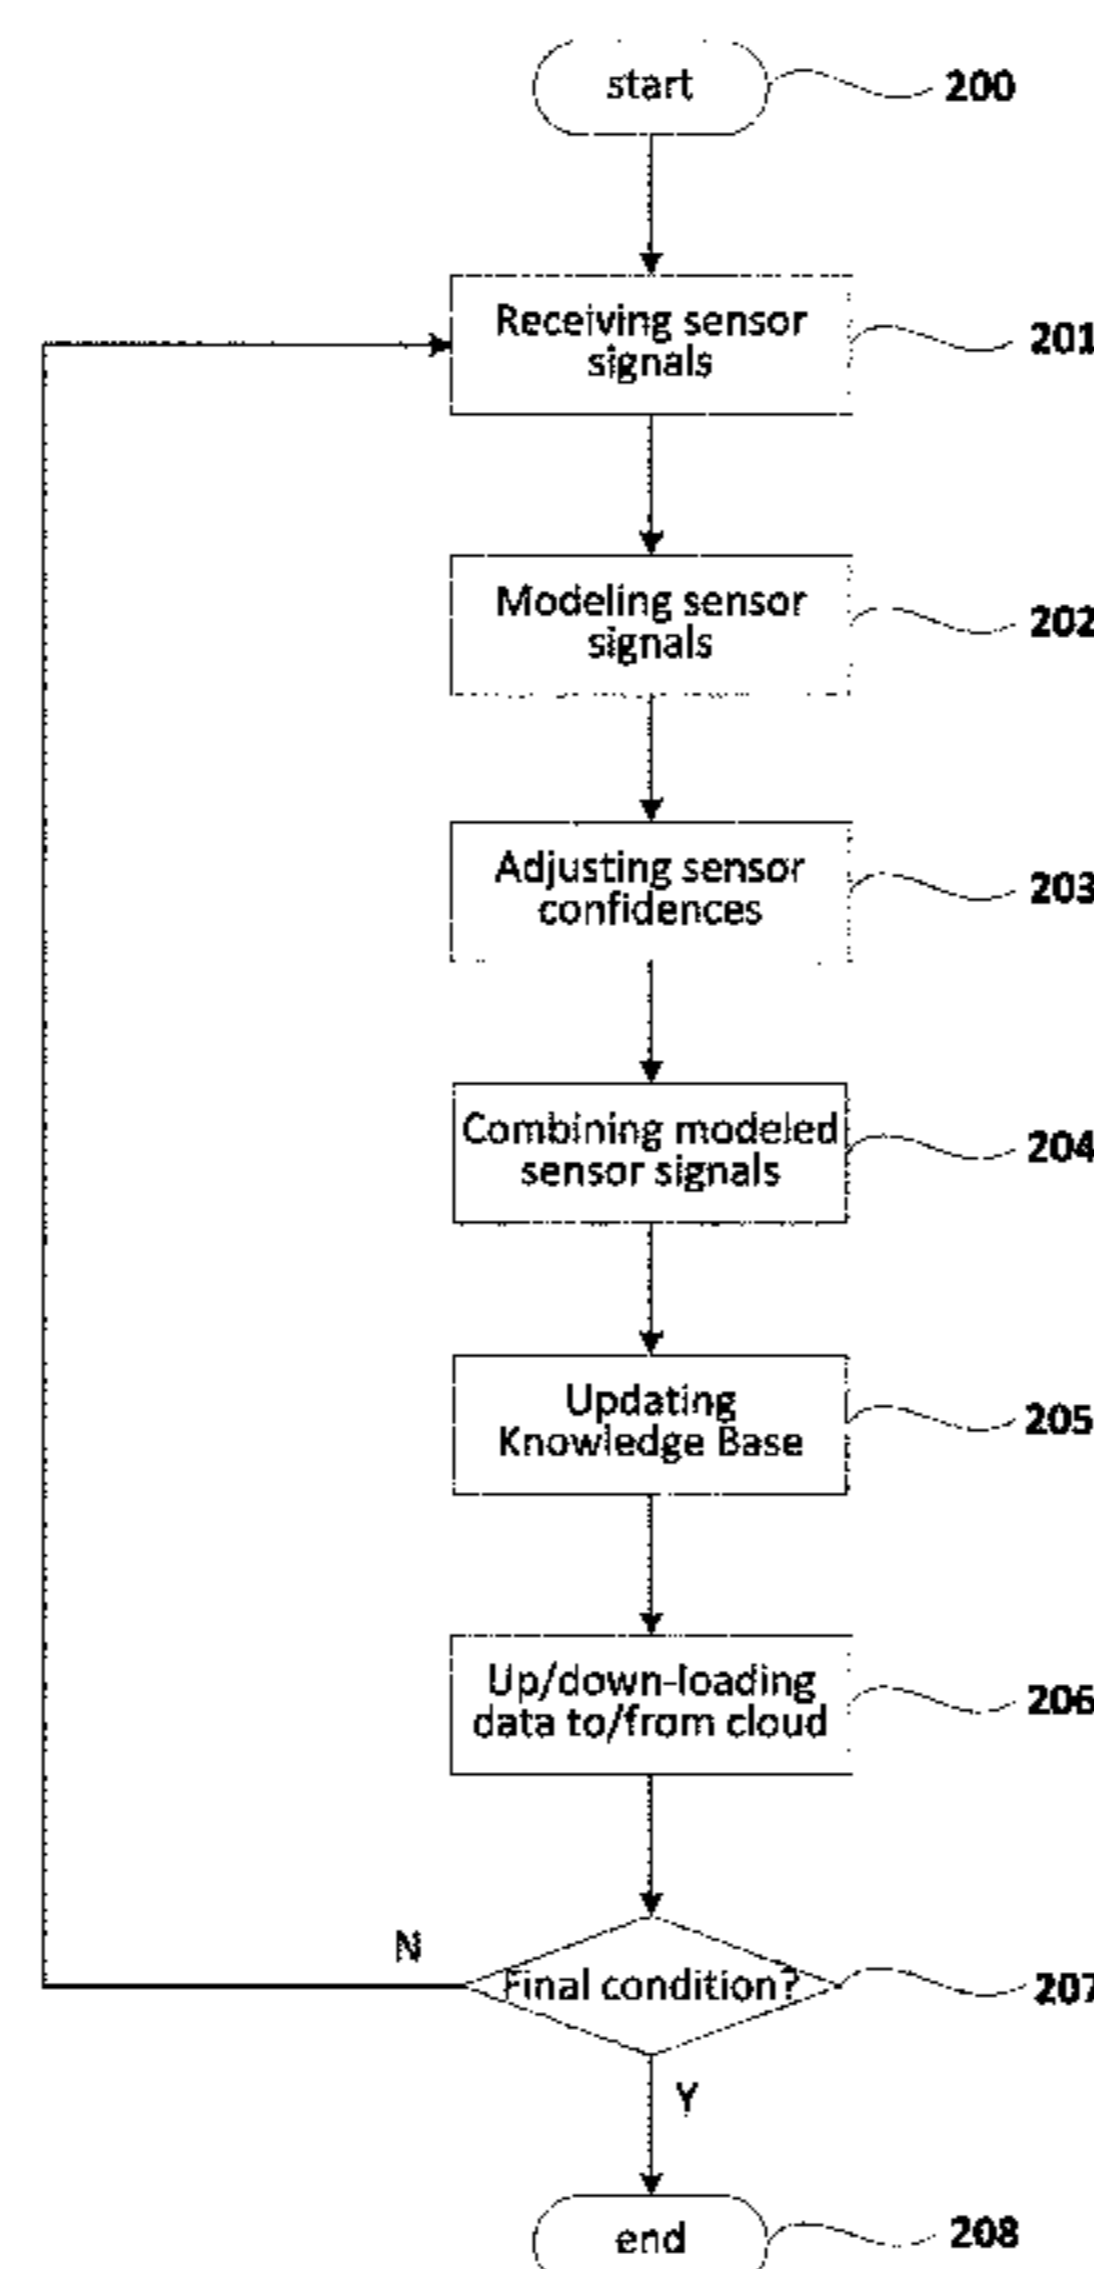 start
200
Receiving sensor
signals
201
Modeling sensor
signals
202
Adjusting sensor
confidences
203
Combining modeled
sensor signals
204
Updating
Knowledge Base
205
Up/down-loading
data to/from cloud
206
N
Final condition?
207
Y
end
208